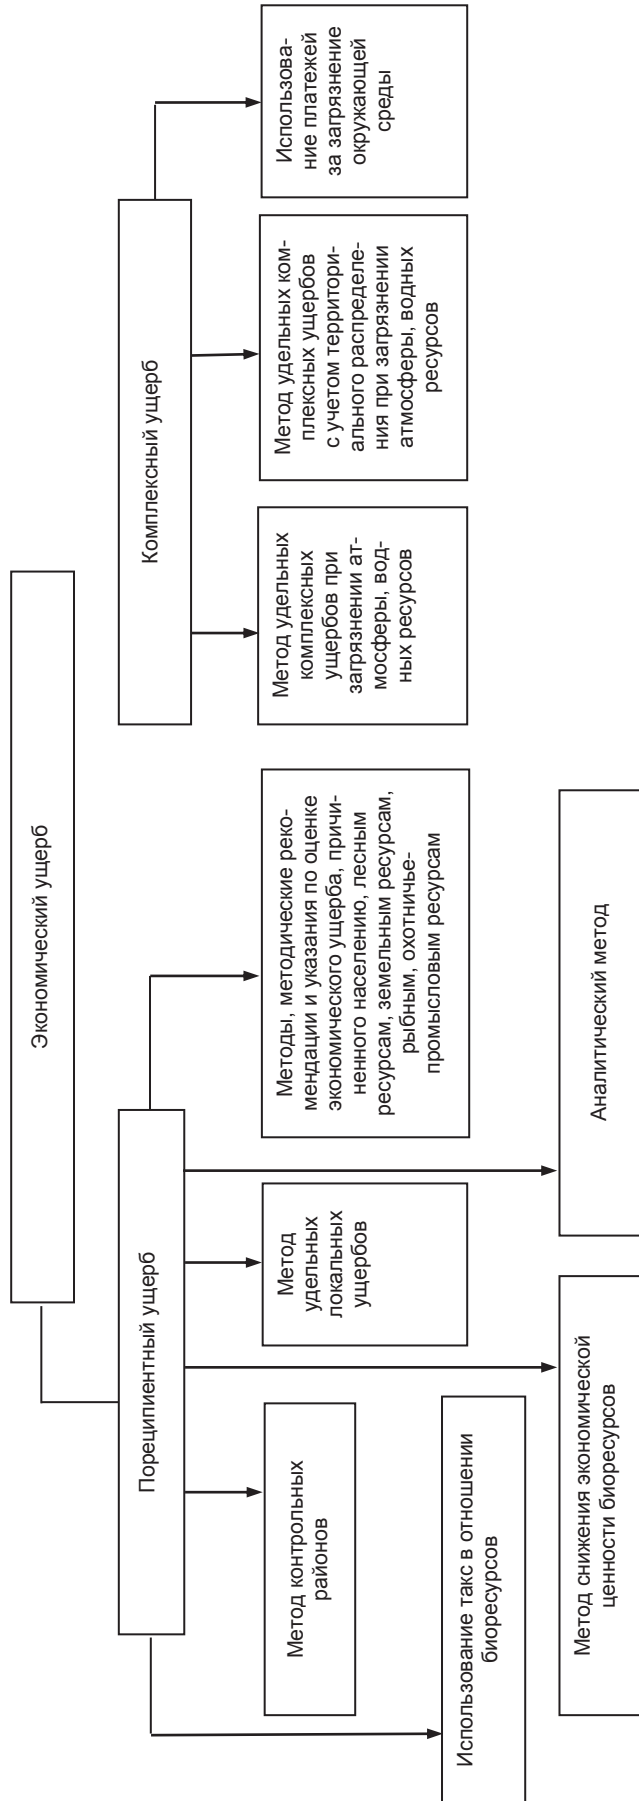 Экономический ущерб
Пореципиентный ущерб
Комплексный ущерб
Метод контрольных
районов
Метод
удельных
локальных
ущербов
Методы, методические реко-
мендации и указания по оценке
экономического ущерба, причи-
ненного населению, лесным
ресурсам, земельным ресурсам,
рыбным, охотничье-
промысловым ресурсам
Метод удельных
комплексных
ущербов при
загрязнении ат-
мосферы, вод-
ных ресурсов
Метод удельных ком-
плексных ущербов
с учетом территори-
ального распределе-
ния при загрязнении
атмосферы, водных
ресурсов
Использова-
ние платежей
за загрязнение
окружающей
среды
Использование такс в отношении
биоресурсов
Метод снижения экономической
ценности биоресурсов
Аналитический метод